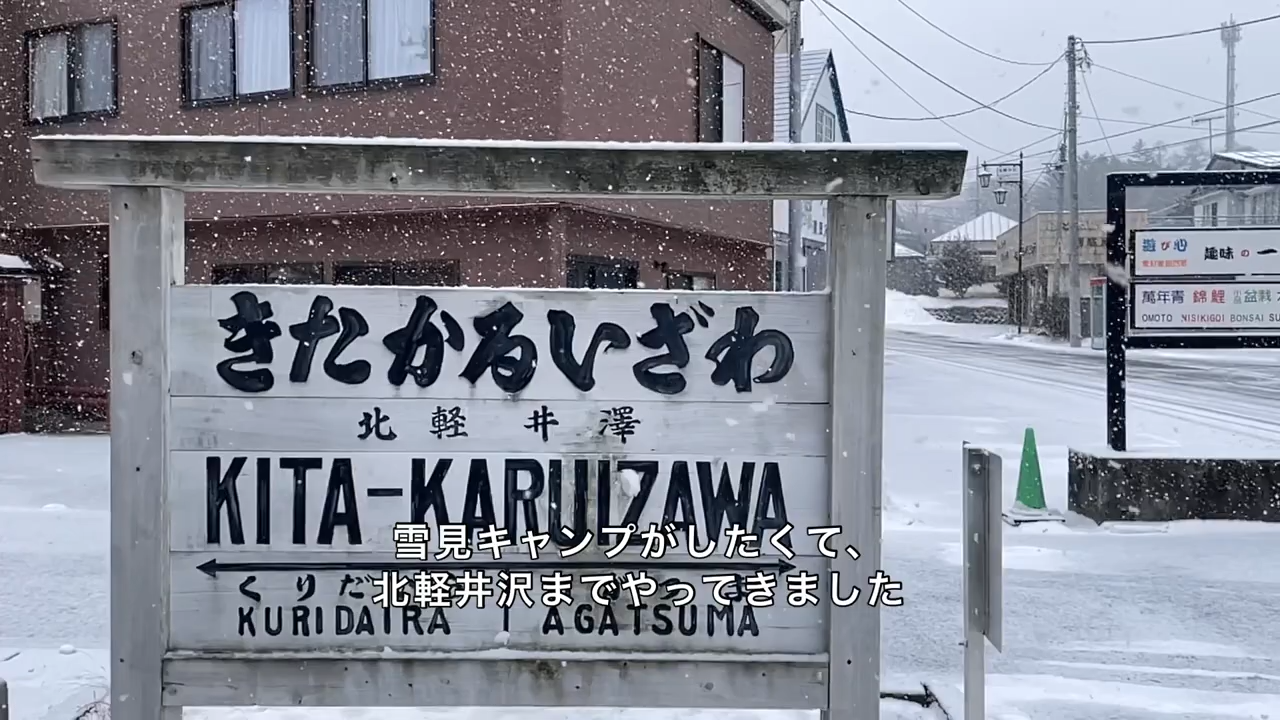 きたかるいざわ
北軽井澤
KITA-KARUIZAWA
雪見キャンプがしたくて、
北軽井沢までやってきました
くりだ
KURIDAIRA AGATSUMA
遊び心 趣味の一
萬年青 錦鯉 盆栽
OMOTO NISIKIGOI BONSAI SU